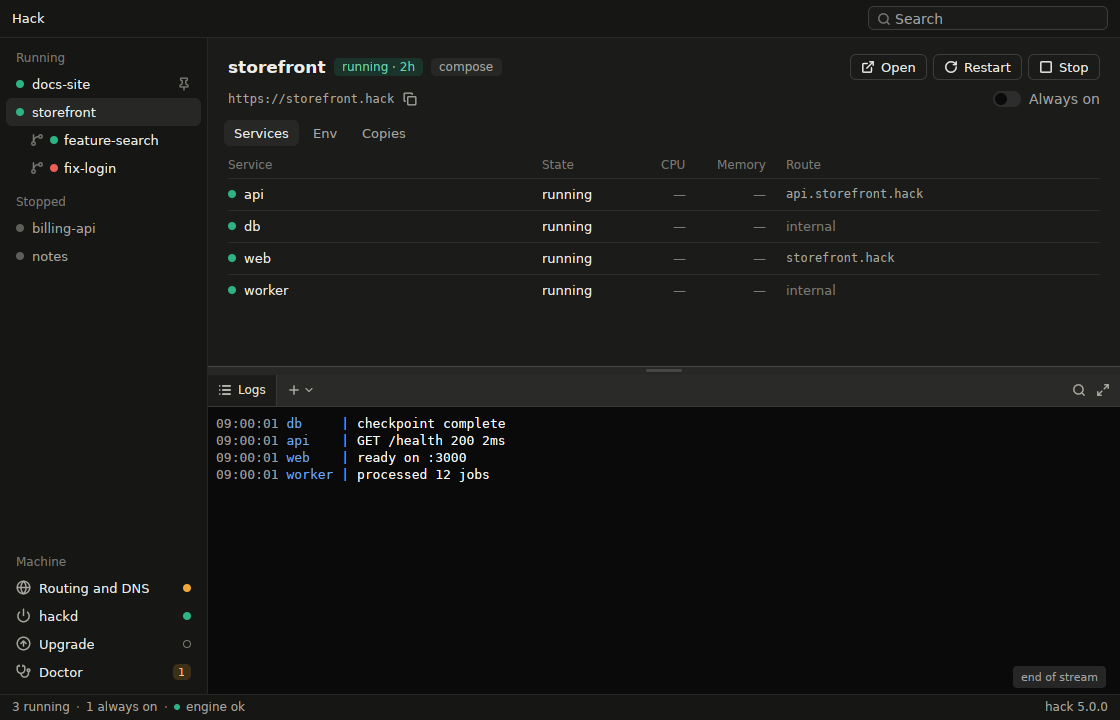 Hack
Search
Running
docs-site
storefront
feature-search
fix-login
Stopped
billing-api
notes
Machine
Routing and DNS
hackd
Upgrade
Doctor 1
storefront running · 2h compose
Open Restart Stop
https://storefront.hack
Always on
Services Env Copies
Service State CPU Memory Route
api running — — api.storefront.hack
db running — — internal
web running — — storefront.hack
worker running — — internal
Logs
09:00:01 db | checkpoint complete
09:00:01 api | GET /health 200 2ms
09:00:01 web | ready on :3000
09:00:01 worker | processed 12 jobs
end of stream
3 running · 1 always on · engine ok
hack 5.0.0